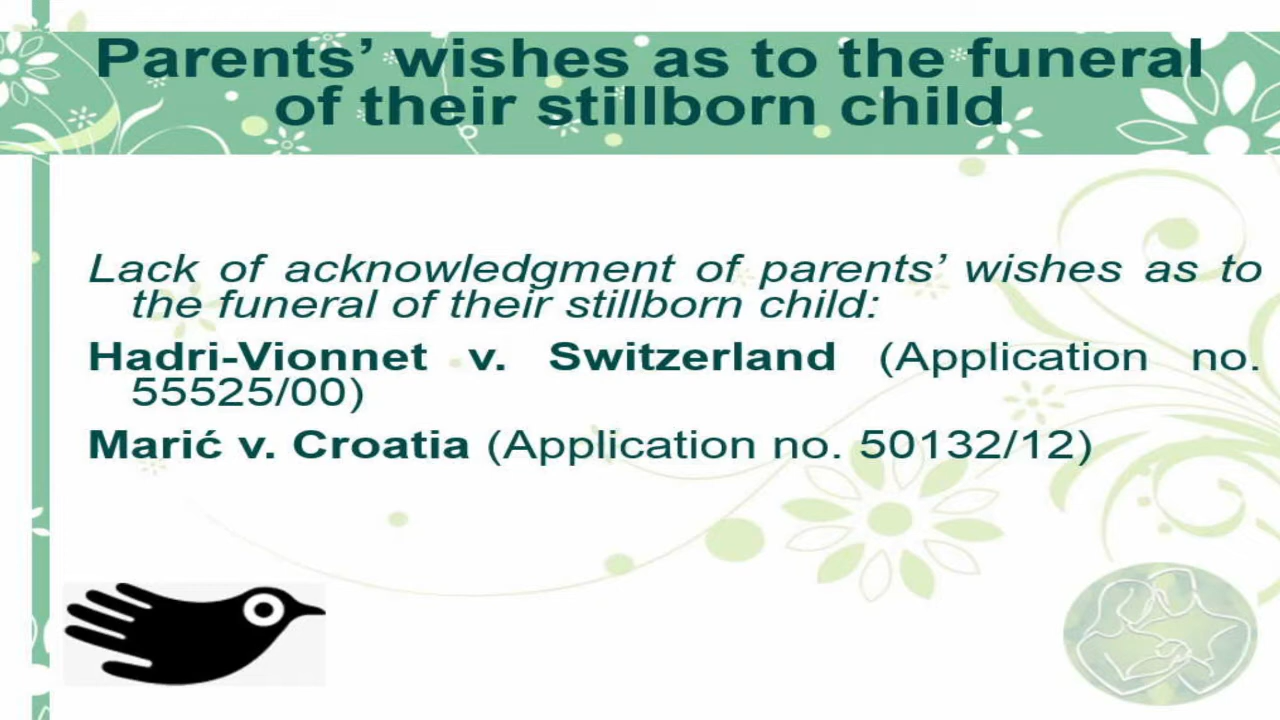 Parents’ wishes as to the funeral
of their stillborn child
Lack of acknowledgment of parents’ wishes as to
the funeral of their stillborn child:
Hadri-Vionnet v. Switzerland (Application no.
55525/00)
Marić v. Croatia (Application no. 50132/12)